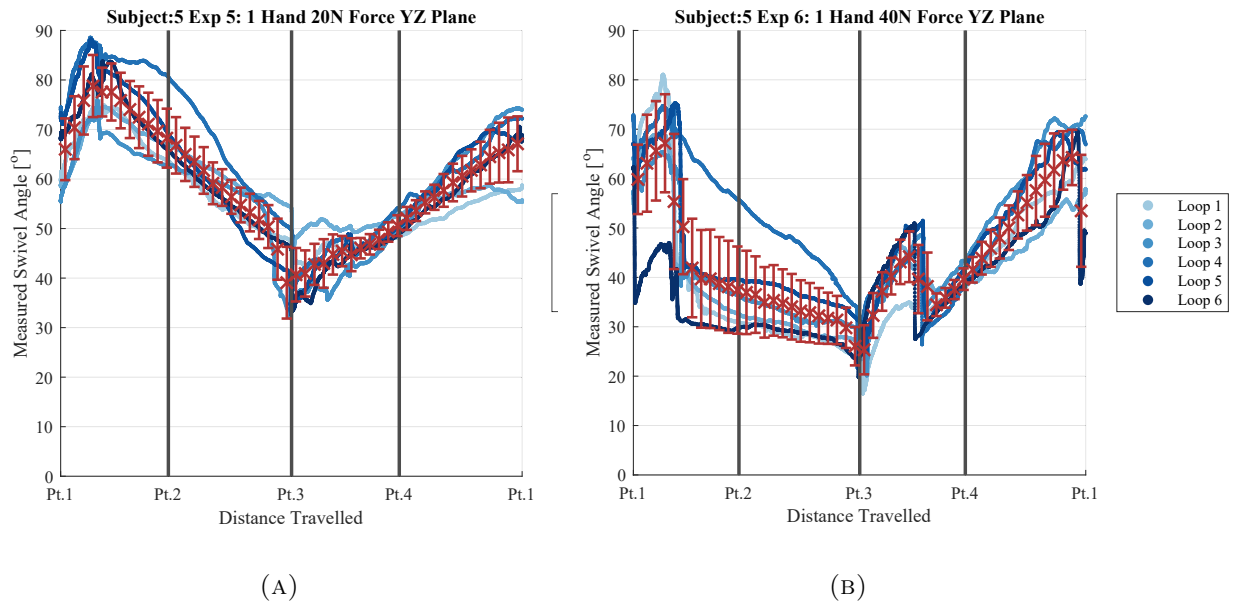 Subject:5 Exp 5: 1 Hand 20N Force YZ Plane
90
80
70
60
50
40
30
20
10
0
Measured Swivel Angle [°]
Pt.1
Pt.2
Pt.3
Pt.4
Pt.1
Distance Travelled
(A)
Subject:5 Exp 6: 1 Hand 40N Force YZ Plane
90
80
70
60
50
40
30
20
10
0
Measured Swivel Angle [°]
Pt.1
Pt.2
Pt.3
Pt.4
Pt.1
Distance Travelled
Loop 1
Loop 2
Loop 3
Loop 4
Loop 5
Loop 6
(B)